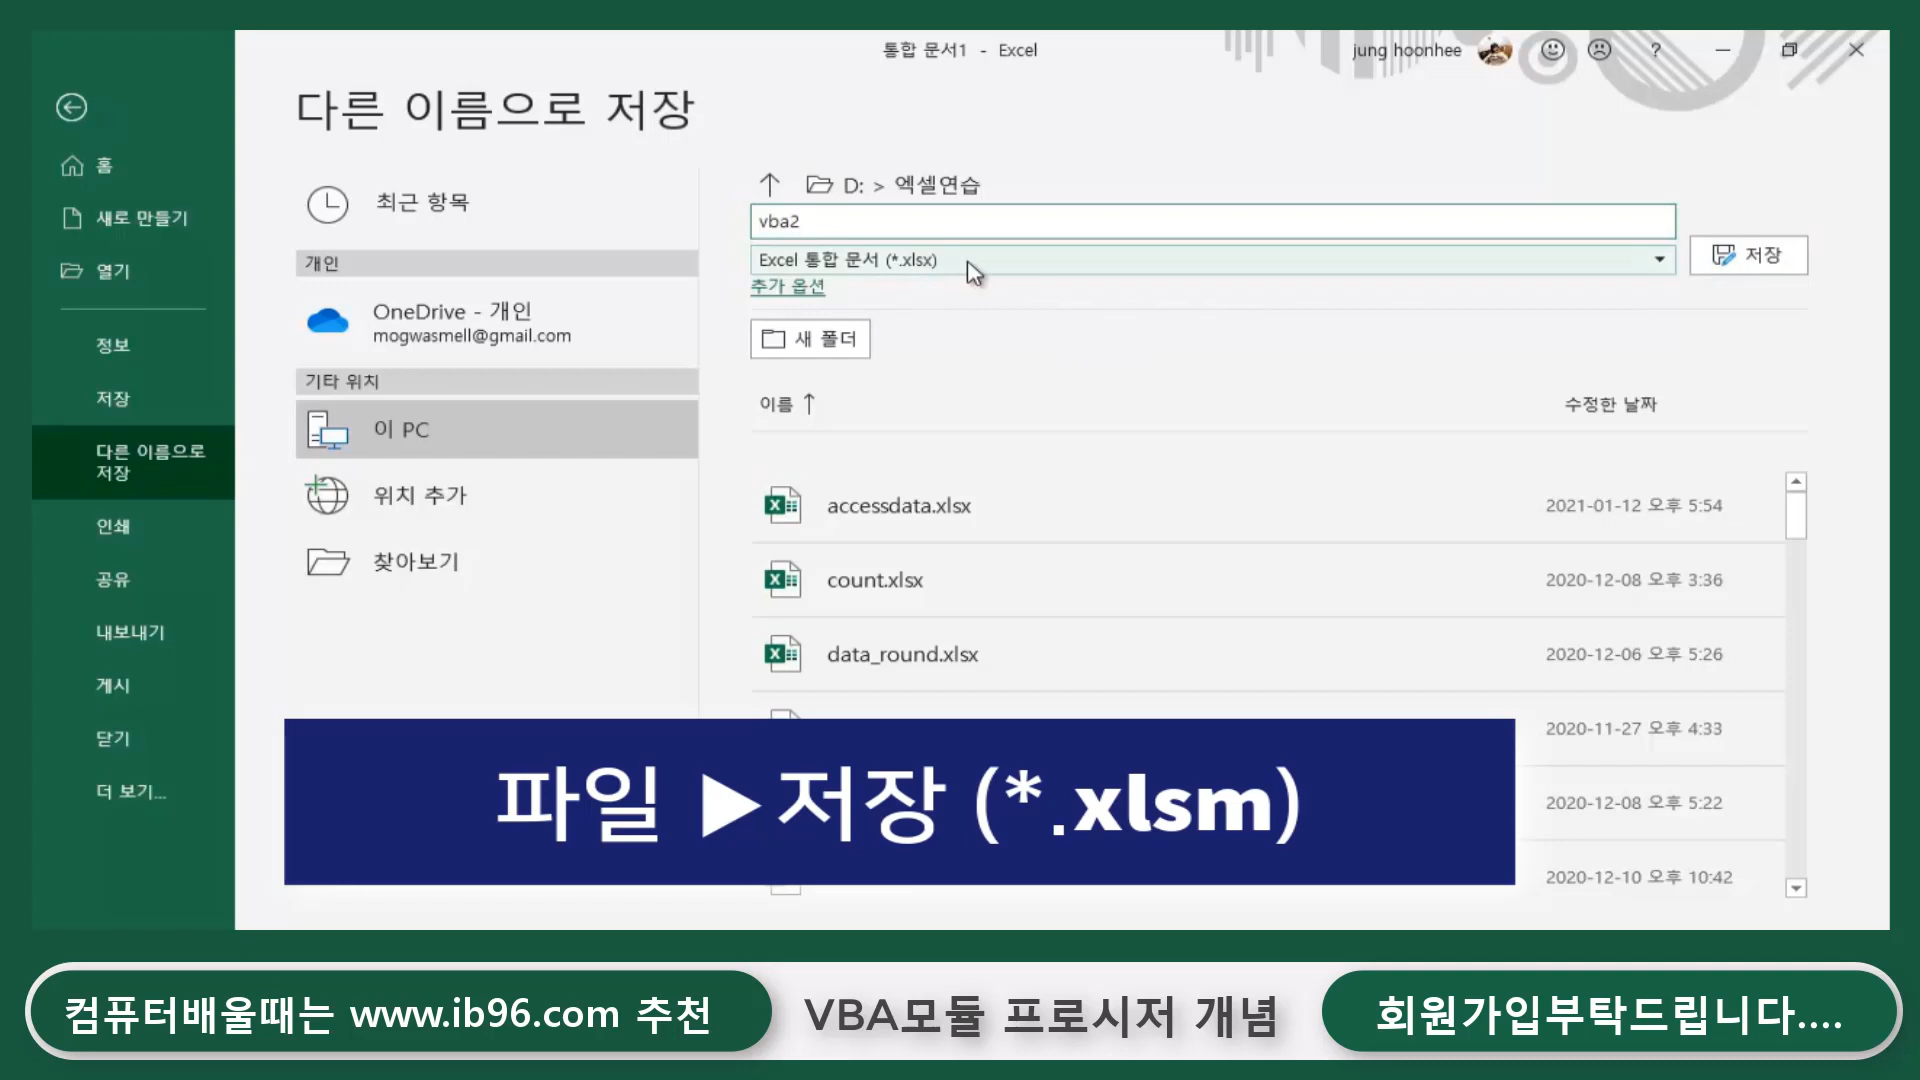 통합 문서1 - Excel
jung hoonhee
?
홈
새로 만들기
열기
정보
저장
다른 이름으로
저장
인쇄
공유
내보내기
게시
닫기
더 보기...
다른 이름으로 저장
최근 항목
개인
OneDrive - 개인
mogwasmell@gmail.com
기타 위치
이 PC
위치 추가
찾아보기
D: > 엑셀연습
vba2
Excel 통합 문서 (*.xlsx)
저장
추가 옵션
새 폴더
이름 ↑ 수정한 날짜
accessdata.xlsx 2021-01-12 오후 5:54
count.xlsx 2020-12-08 오후 3:36
data_round.xlsx 2020-12-06 오후 5:26
2020-11-27 오후 4:33
2020-12-08 오후 5:22
2020-12-10 오후 10:42
파일 ▶저장 (*.xlsm)
컴퓨터배울때는 www.ib96.com 추천
VBA모듈 프로시저 개념
회원가입부탁드립니다....